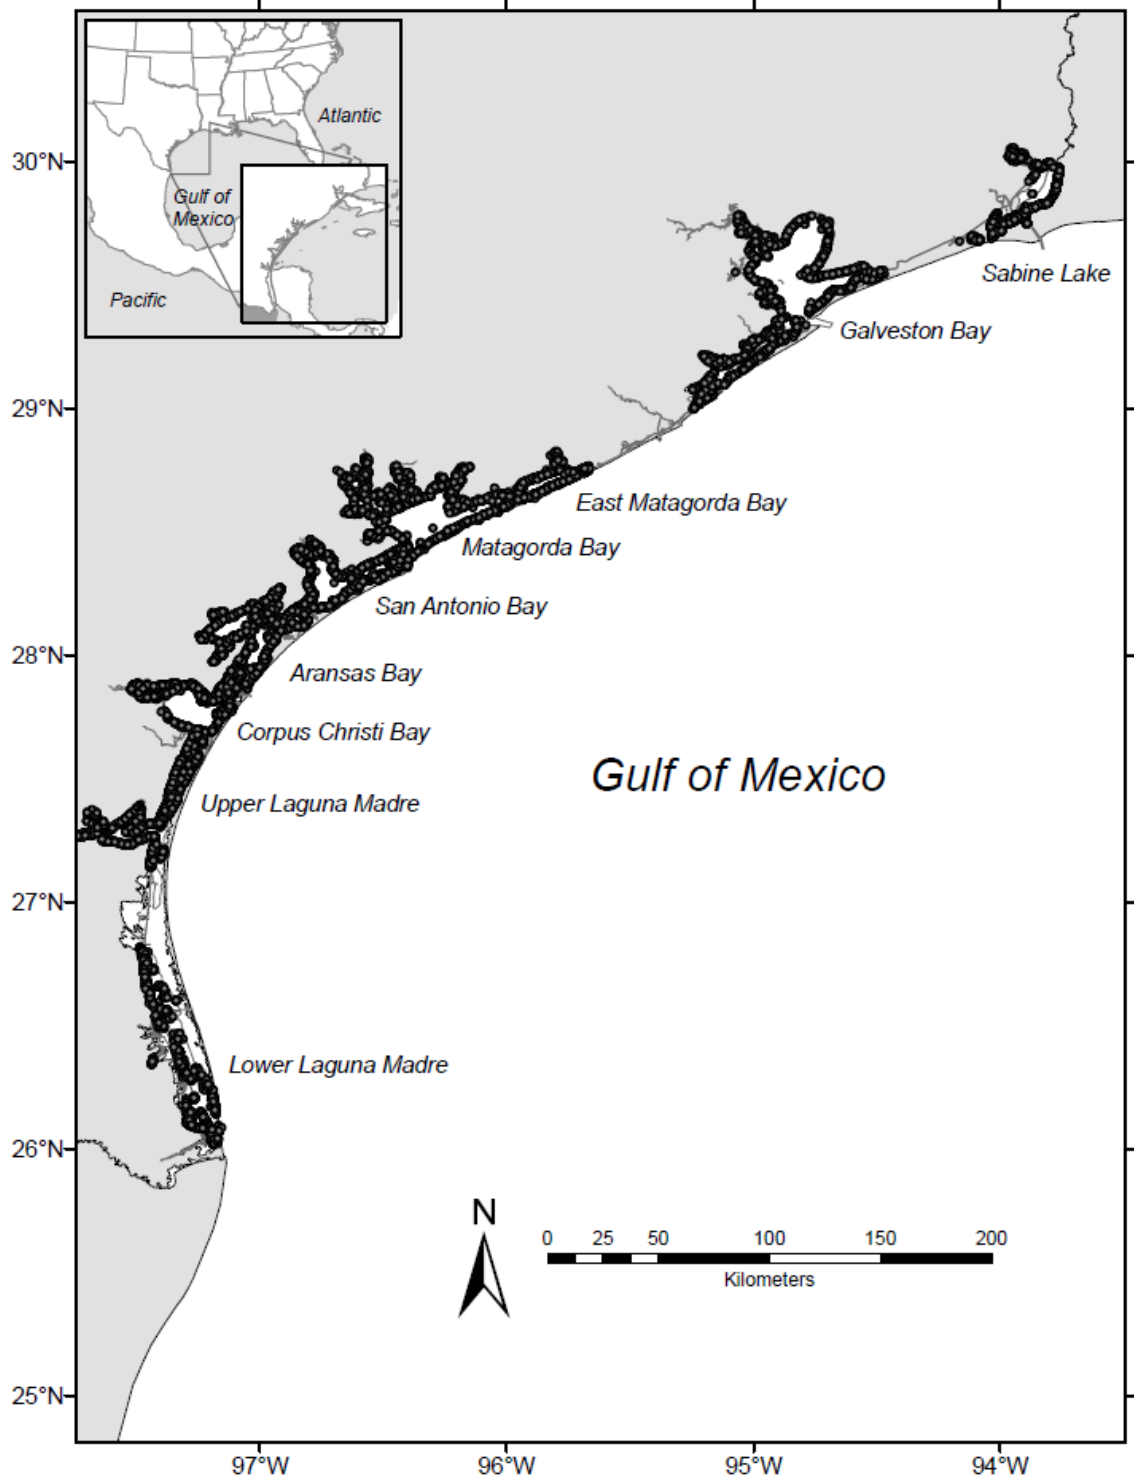 Atlantic
Gulf of
Mexico
Pacific
30°N
Sabine Lake
Galveston Bay
29°N
East Matagorda Bay
Matagorda Bay
San Antonio Bay
28°N
Aransas Bay
Corpus Christi Bay
Gulf of Mexico
Upper Laguna Madre
27°N
Lower Laguna Madre
26°N
N
0 25 50 100 150 200
Kilometers
25°N
97°W 96°W 95°W 94°W